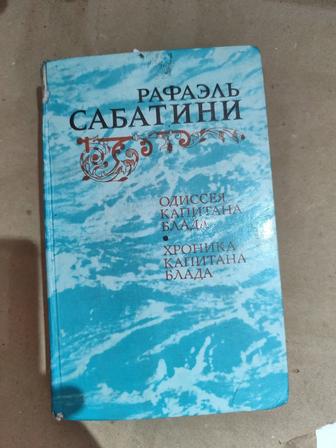 РАФАЭЛЬ
САБАТИНИ
ОДИССЕЯ
КАПИТАНА
БЛАДА
•
ХРОНИКА
КАПИТАНА
БЛАДА